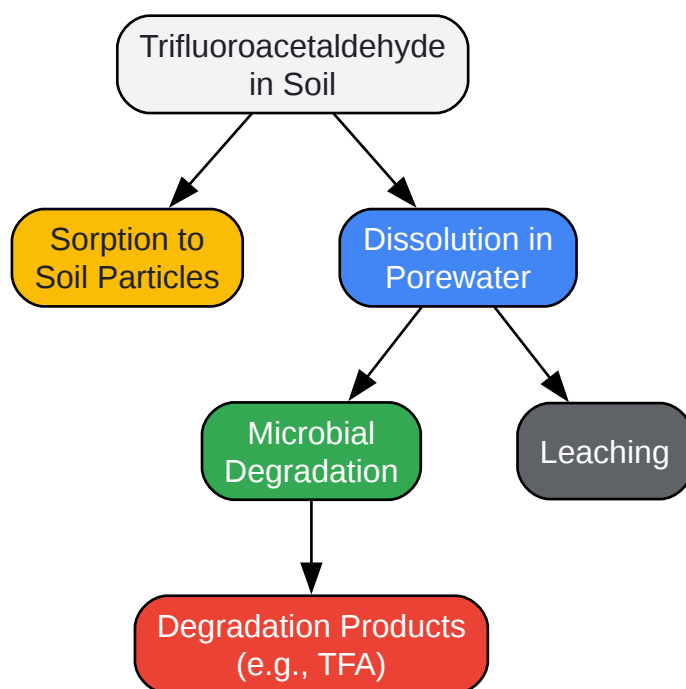 Trifluoroacetaldehyde
in Soil
Sorption to
Soil Particles
Dissolution in
Porewater
Microbial
Degradation
Leaching
Degradation Products
(e.g., TFA)